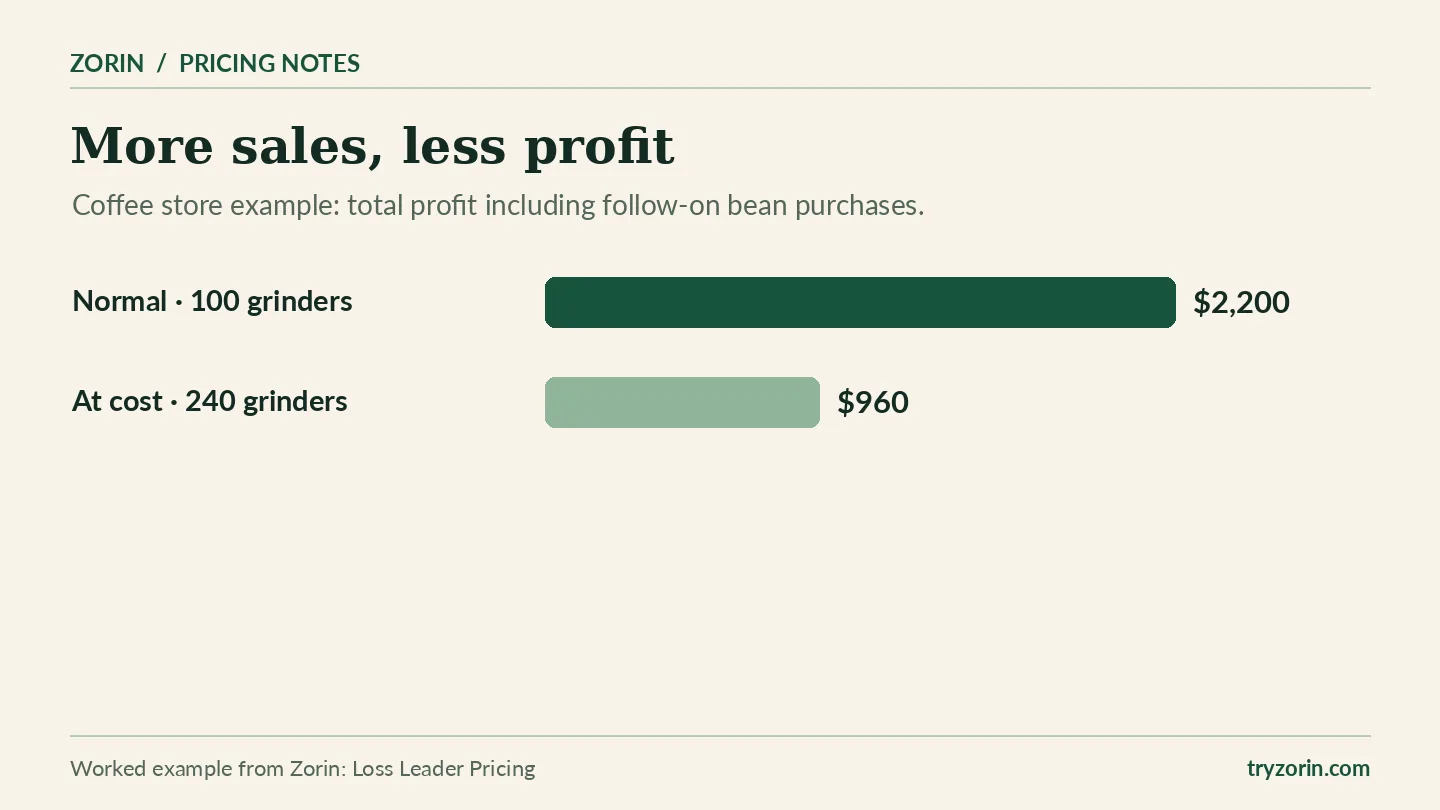 ZORIN / PRICING NOTES
More sales, less profit
Coffee store example: total profit including follow-on bean purchases.
Normal · 100 grinders
$2,200
At cost · 240 grinders
$960
Worked example from Zorin: Loss Leader Pricing
tryzorin.com